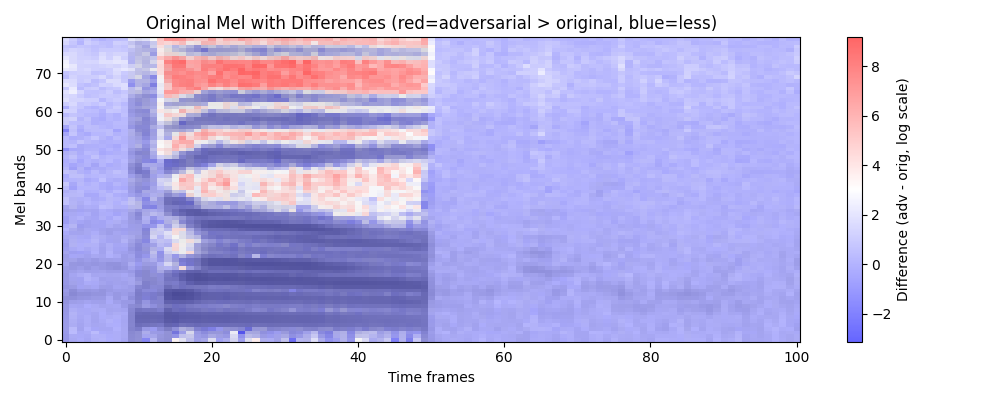 Original Mel with Differences (red=adversarial > original, blue=less)
Mel bands
70
60
50
40
30
20
10
0
0 20 40 60 80 100
Time frames
8
6
4
2
0
−2
Difference (adv - orig, log scale)